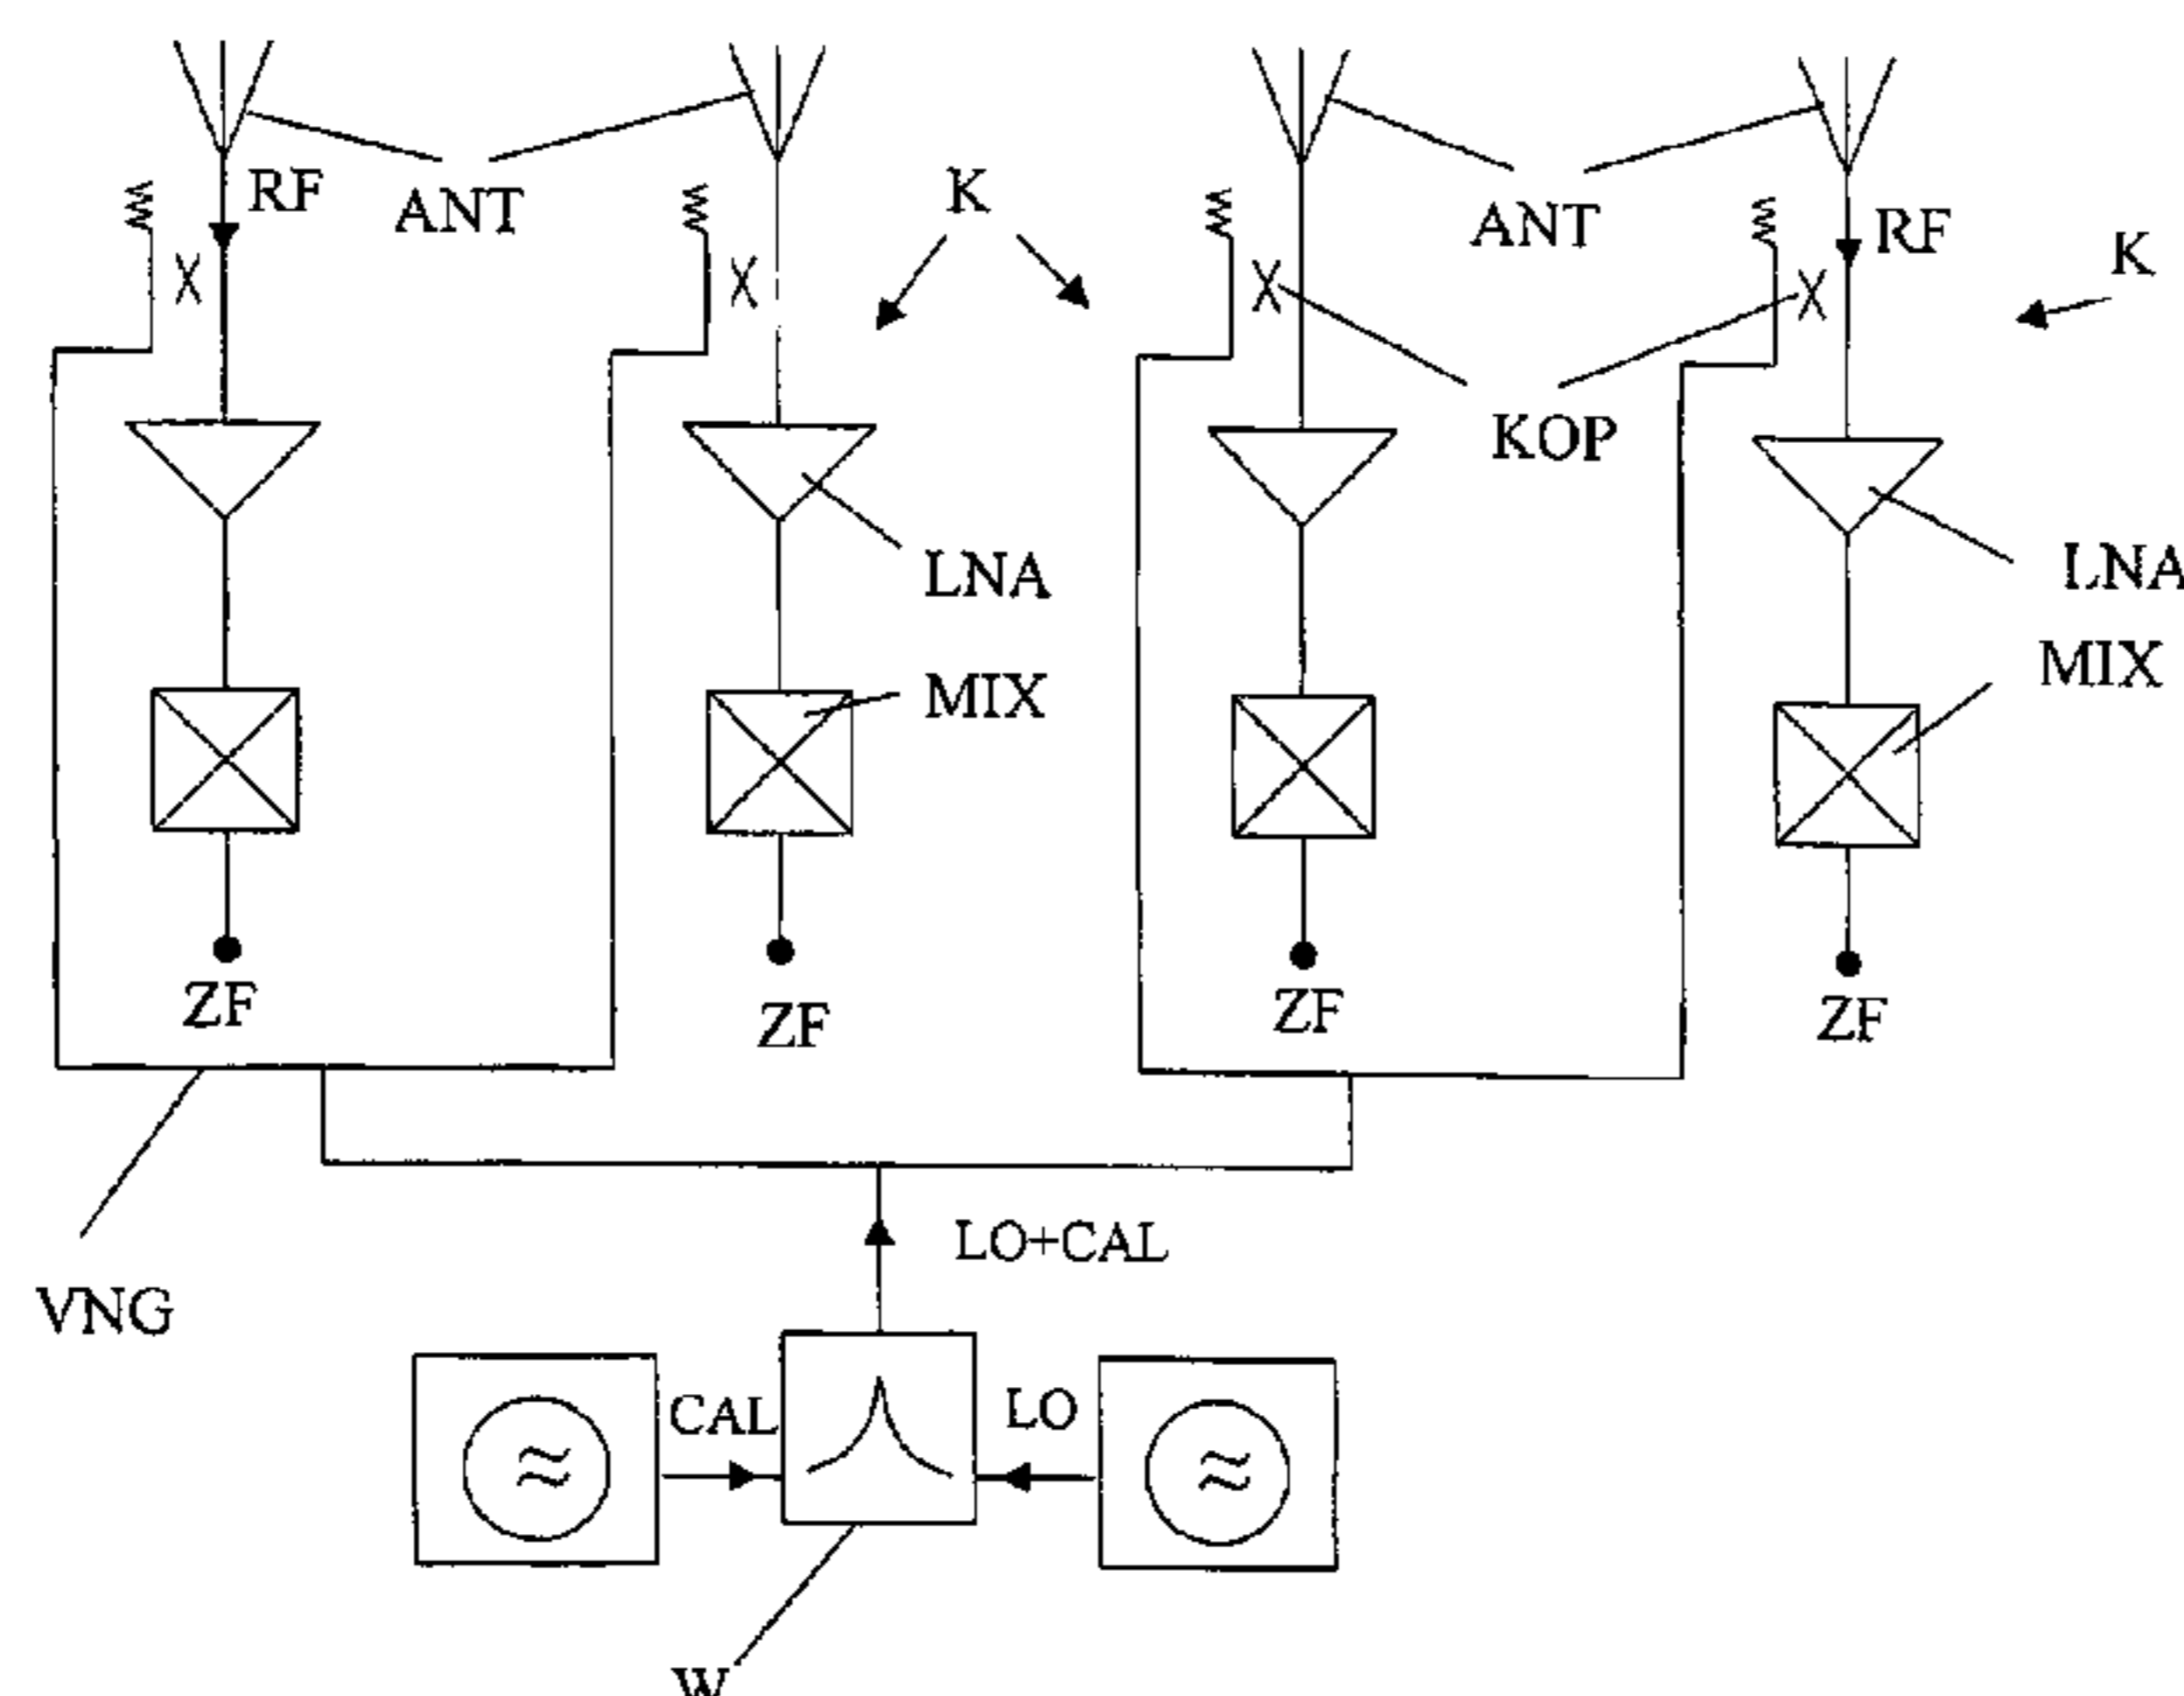 RF
ANT
K
ANT
RF
K
KOP
LNA
LNA
MIX
MIX
ZF
ZF
ZF
ZF
LO+CAL
VNG
CAL
LO
W